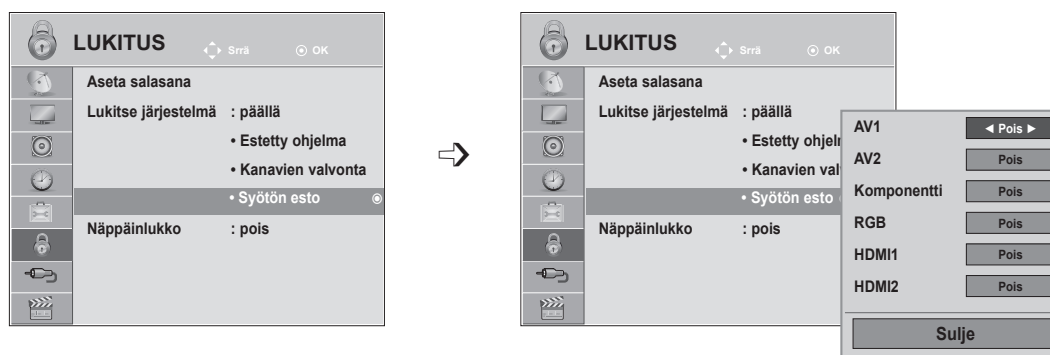 LUKITUS Srrä OK
Aseta salasana
Lukitse järjestelmä : päällä
• Estetty ohjelma
• Kanavien valvonta
• Syötön esto
Näppäinlukko : pois
LUKITUS Srrä OK
Aseta salasana
Lukitse järjestelmä : päällä
• Estetty ohjelm
• Kanavien val
• Syötön esto
Näppäinlukko : pois
AV1 ◄ Pois ►
AV2 Pois
Komponentti Pois
RGB Pois
HDMI1 Pois
HDMI2 Pois
Sulje